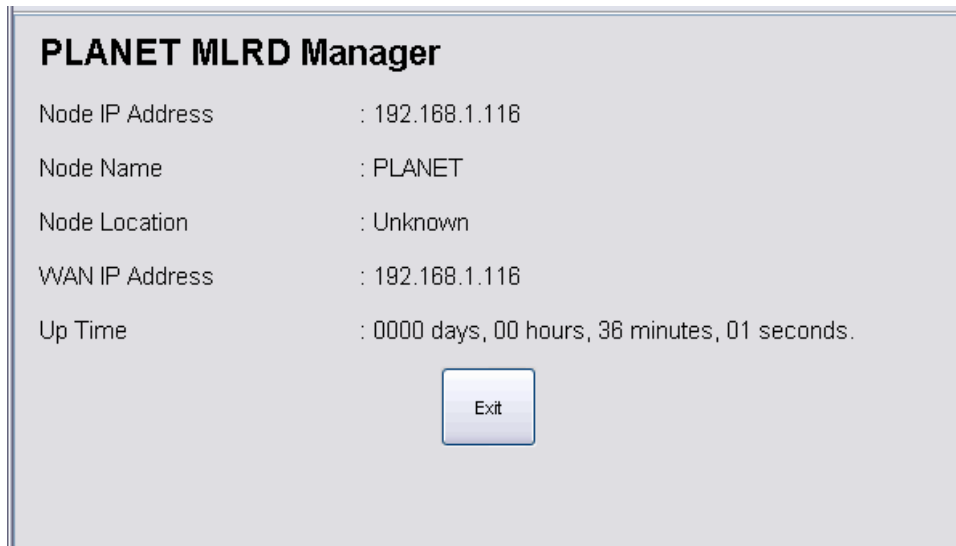 PLANET MLRD Manager
Node IP Address : 192.168.1.116
Node Name : PLANET
Node Location : Unknown
WAN IP Address : 192.168.1.116
Up Time : 0000 days, 00 hours, 36 minutes, 01 seconds.
Exit